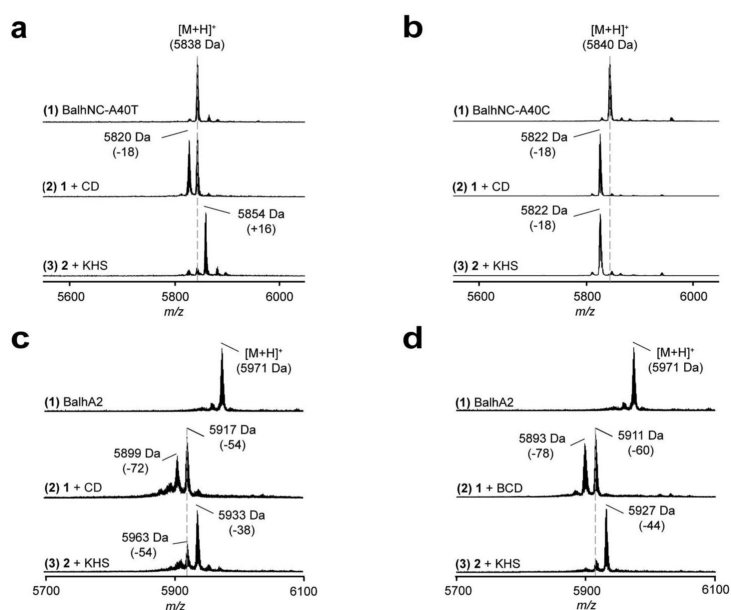 a
[M+H]+
(5838 Da)
(1) BalhNC-A40T
5820 Da
(-18)
(2) 1 + CD
5854 Da
(+16)
(3) 2 + KHS
5600 5800 6000
m/z
b
[M+H]+
(5840 Da)
(1) BalhNC-A40C
5822 Da
(-18)
(2) 1 + CD
5822 Da
(-18)
(3) 2 + KHS
5600 5800 6000
m/z
c
[M+H]+
(5971 Da)
(1) BalhA2
5917 Da
(-54)
5899 Da
(-72)
(2) 1 + CD
5933 Da
(-38)
5963 Da
(-54)
(3) 2 + KHS
5700 5900 6100
m/z
d
[M+H]+
(5971 Da)
(1) BalhA2
5911 Da
(-60)
5893 Da
(-78)
(2) 1 + BCD
5927 Da
(-44)
(3) 2 + KHS
5700 5900 6100
m/z